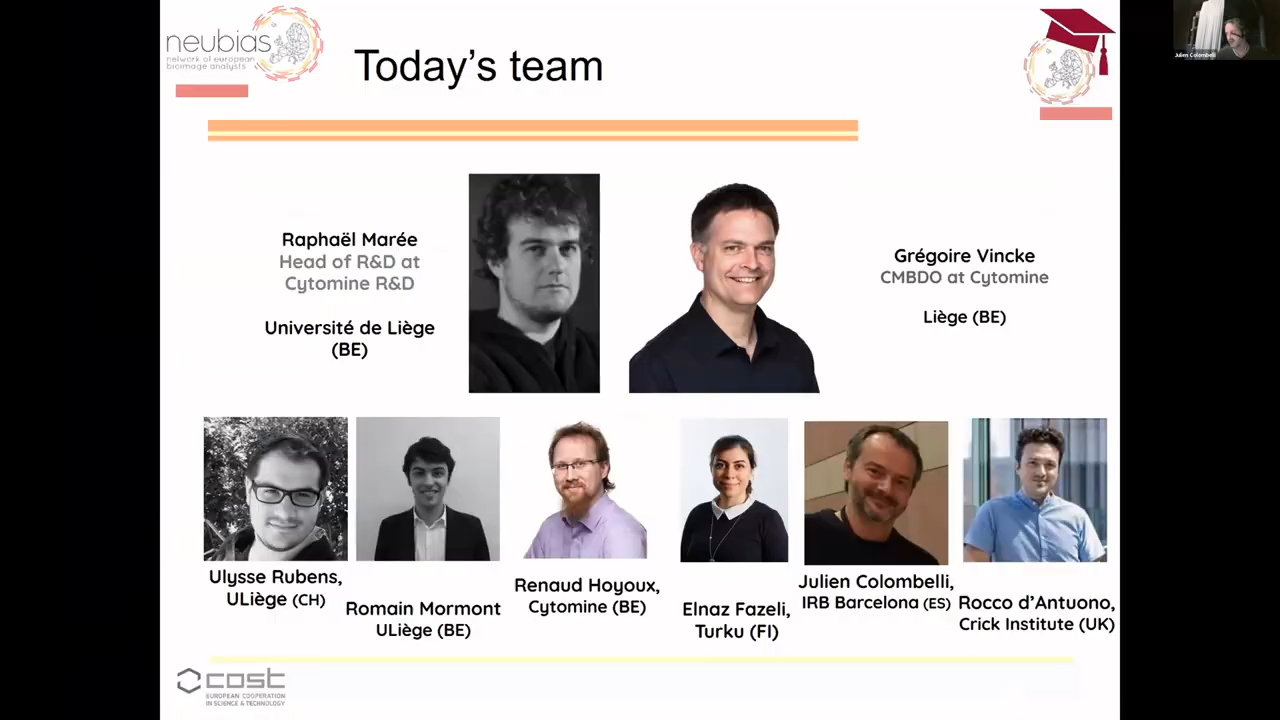 neubias
network of european
bioimage analysts
Today's team
Julien Colombelli
Raphaël Marée
Head of R&D at
Cytomine R&D
Université de Liège
(BE)
Grégoire Vincke
CMBDO at Cytomine
Liège (BE)
Ulysse Rubens,
ULiège (CH)
Romain Mormont
ULiège (BE)
Renaud Hoyoux,
Cytomine (BE)
Elnaz Fazeli,
Turku (FI)
Julien Colombelli,
IRB Barcelona (ES)
Rocco d'Antuono,
Crick Institute (UK)
cost
EUROPEAN COOPERATION
IN SCIENCE & TECHNOLOGY